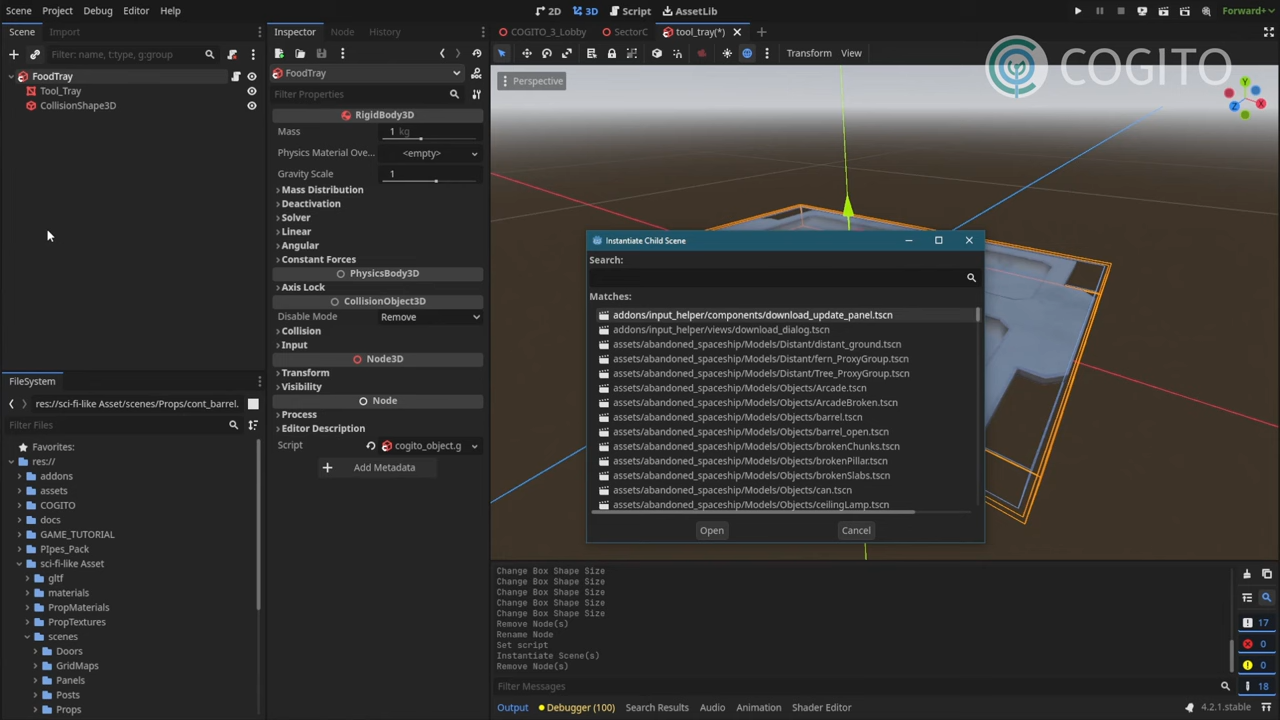 Scene Project Debug Editor Help
2D 3D Script AssetLib
Forward+
Scene Import
Inspector Node History
COGITO_3_Lobby SectorC tool_tray(*)
Filter: name, t:type, g:group
Transform View
COGITO
FoodTray
Tool_Tray
CollisionShape3D
FoodTray
Filter Properties
RigidBody3D
Mass 1 kg
Physics Material Ove... <empty>
Gravity Scale 1
Mass Distribution
Deactivation
Solver
Linear
Angular
Constant Forces
PhysicsBody3D
Axis Lock
CollisionObject3D
Disable Mode Remove
Collision
Input
Node3D
Transform
Visibility
Node
Process
Editor Description
Script cogito_object.g
Add Metadata
Perspective
Y
X
Z
Instantiate Child Scene
Search:
Matches:
addons/input_helper/components/download_update_panel.tscn
addons/input_helper/views/download_dialog.tscn
assets/abandoned_spaceship/Models/Distant/distant_ground.tscn
assets/abandoned_spaceship/Models/Distant/fern_ProxyGroup.tscn
assets/abandoned_spaceship/Models/Distant/Tree_ProxyGroup.tscn
assets/abandoned_spaceship/Models/Objects/Arcade.tscn
assets/abandoned_spaceship/Models/Objects/ArcadeBroken.tscn
assets/abandoned_spaceship/Models/Objects/barrel.tscn
assets/abandoned_spaceship/Models/Objects/barrel_open.tscn
assets/abandoned_spaceship/Models/Objects/brokenChunks.tscn
assets/abandoned_spaceship/Models/Objects/brokenPillar.tscn
assets/abandoned_spaceship/Models/Objects/brokenSlabs.tscn
assets/abandoned_spaceship/Models/Objects/can.tscn
assets/abandoned_spaceship/Models/Objects/ceilingLamp.tscn
Open Cancel
FileSystem
res://sci-fi-like Asset/scenes/Props/cont_barrel.
Filter Files
Favorites:
res://
addons
assets
COGITO
docs
GAME_TUTORIAL
PIpes_Pack
sci-fi-like Asset
gltf
materials
PropMaterials
PropTextures
scenes
Doors
GridMaps
Panels
Posts
Props
Change Box Shape Size
Change Box Shape Size
Change Box Shape Size
Change Box Shape Size
Change Box Shape Size
Remove Node(s)
Rename Node
Set script
Instantiate Scene(s)
Remove Node(s)
17
0
0
18
Filter Messages
Output Debugger (100) Search Results Audio Animation Shader Editor
4.2.1.stable